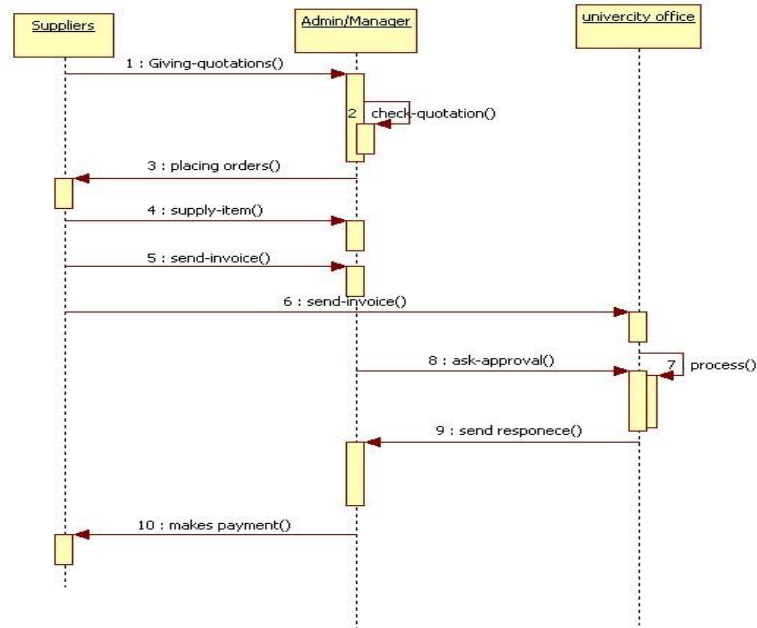 Suppliers
Admin/Manager
univercity office
1 : Giving-quotations()
2 check-quotation()
3 : placing orders()
4 : supply-item()
5 : send-invoice()
6 : send-invoice()
7 process()
8 : ask-approval()
9 : send responece()
10 : makes payment()